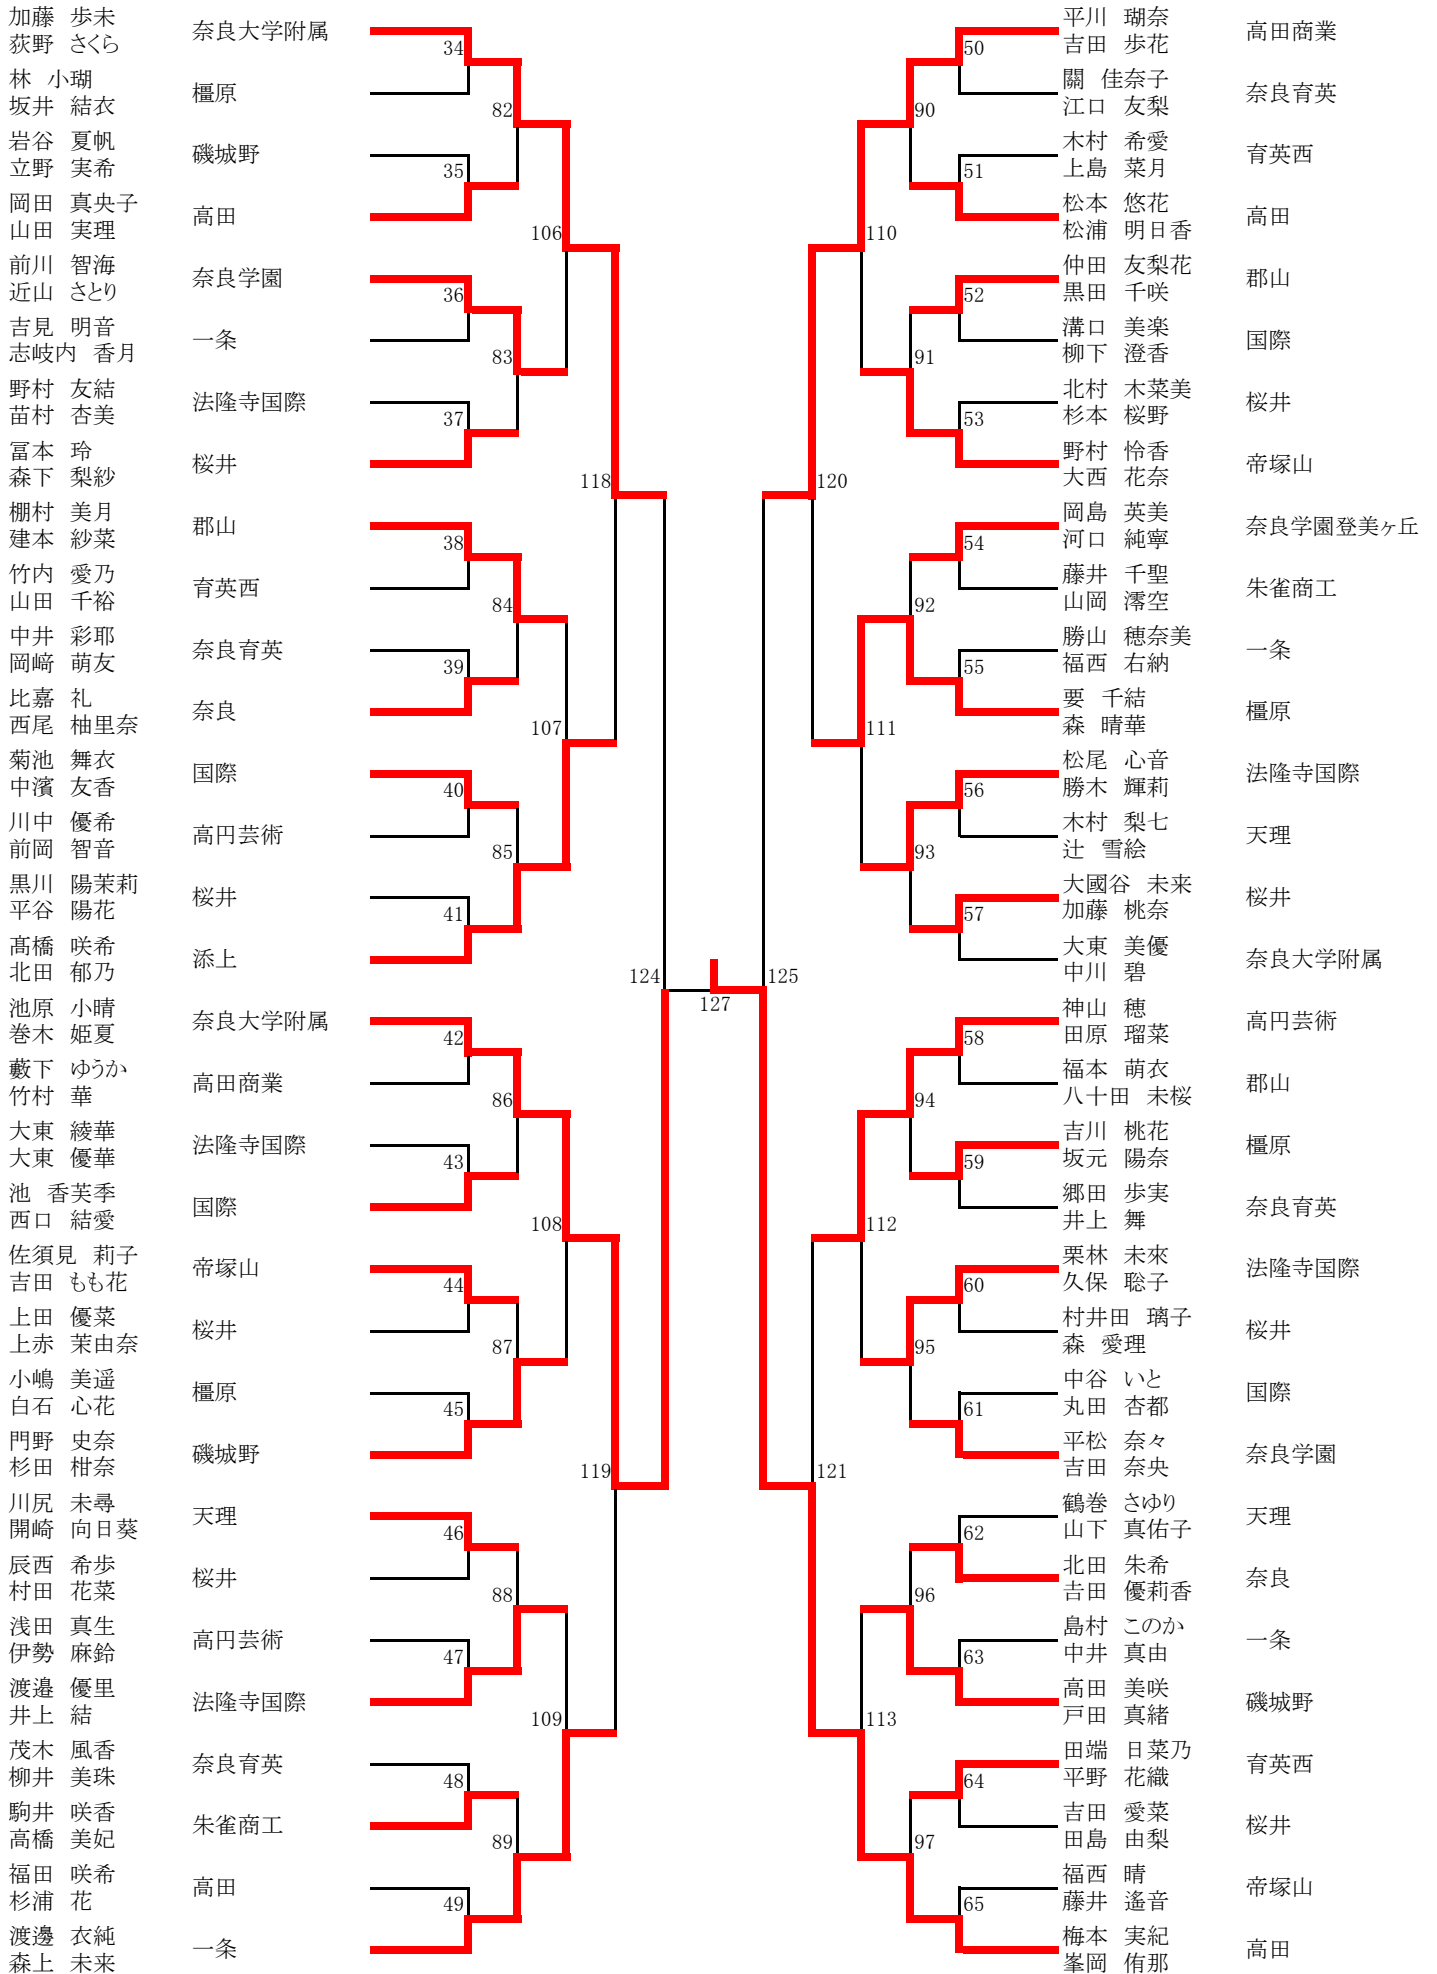 加藤 歩未
荻野 さくら
奈良大学附属
34
林 小瑚
坂井 結衣
橿原
82
岩谷 夏帆
立野 実希
磯城野
35
岡田 真央子
山田 実理
高田
106
前川 智海
近山 さとり
奈良学園
36
吉見 明音
志岐内 香月
一条
83
野村 友結
苗村 杏美
法隆寺国際
37
冨本 玲
森下 梨紗
桜井
118
棚村 美月
建本 紗菜
郡山
38
竹内 愛乃
山田 千裕
育英西
84
中井 彩耶
岡﨑 萌友
奈良育英
39
比嘉 礼
西尾 柚里奈
奈良
107
菊池 舞衣
中濱 友香
国際
40
川中 優希
前岡 智音
高円芸術
85
黒川 陽茉莉
平谷 陽花
桜井
41
髙橋 咲希
北田 郁乃
添上
124
池原 小晴
巻木 姫夏
奈良大学附属
42
藪下 ゆうか
竹村 華
高田商業
86
大東 綾華
大東 優華
法隆寺国際
43
池 香芙季
西口 結愛
国際
108
佐須見 莉子
吉田 もも花
帝塚山
44
上田 優菜
上赤 茉由奈
桜井
87
小嶋 美遥
白石 心花
橿原
45
門野 史奈
杉田 柑奈
磯城野
119
川尻 未尋
開崎 向日葵
天理
46
辰西 希歩
村田 花菜
桜井
88
浅田 真生
伊勢 麻鈴
高円芸術
47
渡邉 優里
井上 結
法隆寺国際
109
茂木 風香
柳井 美珠
奈良育英
48
駒井 咲香
高橋 美妃
朱雀商工
89
福田 咲希
杉浦 花
高田
49
渡邊 衣純
森上 未来
一条
127
平川 瑚奈
吉田 歩花
高田商業
50
關 佳奈子
江口 友梨
奈良育英
90
木村 希愛
上島 菜月
育英西
51
松本 悠花
松浦 明日香
高田
110
仲田 友梨花
黒田 千咲
郡山
52
溝口 美楽
柳下 澄香
国際
91
北村 木菜美
杉本 桜野
桜井
53
野村 怜香
大西 花奈
帝塚山
120
岡島 英美
河口 純寧
奈良学園登美ヶ丘
54
藤井 千聖
山岡 澪空
朱雀商工
92
勝山 穂奈美
福西 右納
一条
55
要 千結
森 晴華
橿原
111
松尾 心音
勝木 輝莉
法隆寺国際
56
木村 梨七
辻 雪絵
天理
93
大國谷 未来
加藤 桃奈
桜井
57
大東 美優
中川 碧
奈良大学附属
125
神山 穂
田原 瑠菜
高円芸術
58
福本 萌衣
八十田 未桜
郡山
94
吉川 桃花
坂元 陽奈
橿原
59
郷田 歩実
井上 舞
奈良育英
112
栗林 未來
久保 聡子
法隆寺国際
60
村井田 璃子
森 愛理
桜井
95
中谷 いと
丸田 杏都
国際
61
平松 奈々
吉田 奈央
奈良学園
121
鶴巻 さゆり
山下 真佑子
天理
62
北田 朱希
吉田 優莉香
奈良
96
島村 このか
中井 真由
一条
63
高田 美咲
戸田 真緒
磯城野
113
田端 日菜乃
平野 花織
育英西
64
吉田 愛菜
田島 由梨
桜井
97
福西 晴
藤井 遙音
帝塚山
65
梅本 実紀
峯岡 侑那
高田